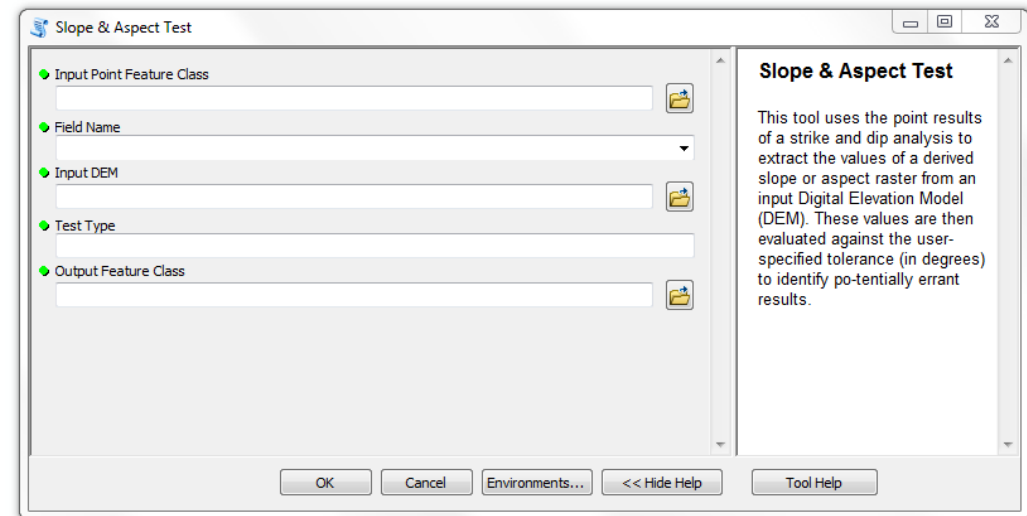 Slope & Aspect Test
Input Point Feature Class
Field Name
Input DEM
Test Type
Output Feature Class
Slope & Aspect Test
This tool uses the point results
of a strike and dip analysis to
extract the values of a derived
slope or aspect raster from an
input Digital Elevation Model
(DEM). These values are then
evaluated against the user-
specified tolerance (in degrees)
to identify po-tentially errant
results.
OK
Cancel
Environments...
<< Hide Help
Tool Help